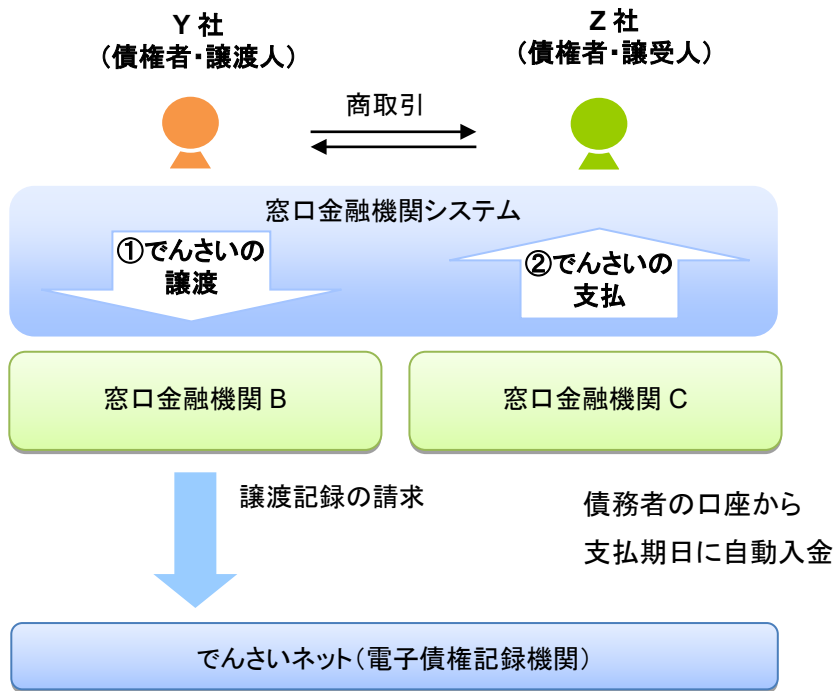 Y 社
（債権者・譲渡人）
Z 社
（債権者・譲受人）
商取引
窓口金融機関システム
①でんさいの
譲渡
②でんさいの
支払
窓口金融機関 B
窓口金融機関 C
譲渡記録の請求
債務者の口座から
支払期日に自動入金
でんさいネット（電子債権記録機関）